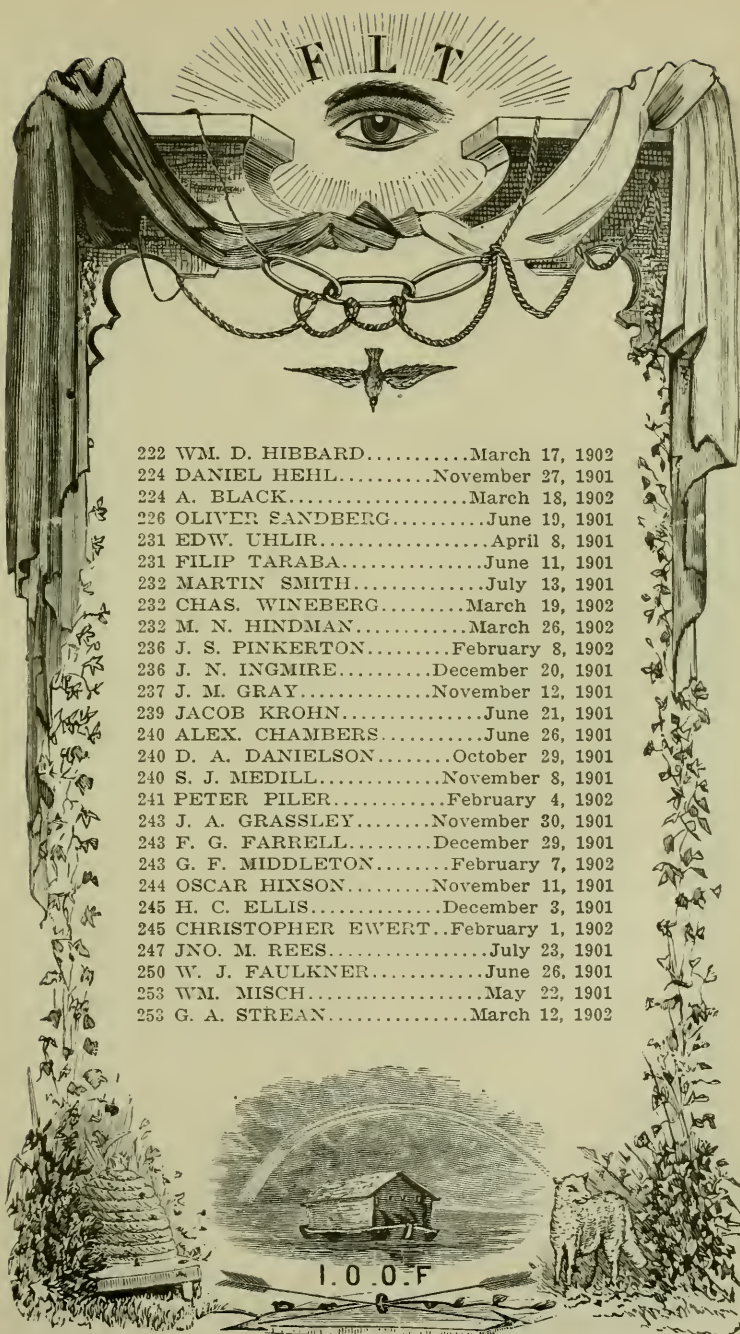 F L T
222 WM. D. HIBBARD...........March 17, 1902
224 DANIEL HEHL..........November 27, 1901
224 A. BLACK...................March 18, 1902
226 OLIVER SANDBERG..........June 19, 1901
231 EDW. UHLIR..................April 8, 1901
231 FILIP TARABA...............June 11, 1901
232 MARTIN SMITH..............July 13, 1901
232 CHAS. WINEBERG.........March 19, 1902
232 M. N. HINDMAN............March 26, 1902
236 J. S. PINKERTON.........February 8, 1902
236 J. N. INGMIRE..........December 20, 1901
237 J. M. GRAY..............November 12, 1901
239 JACOB KROHN...............June 21, 1901
240 ALEX. CHAMBERS...........June 26, 1901
240 D. A. DANIELSON........October 29, 1901
240 S. J. MEDILL.............November 8, 1901
241 PETER PILER............February 4, 1902
243 J. A. GRASSLEY........November 30, 1901
243 F. G. FARRELL.........December 29, 1901
243 G. F. MIDDLETON........February 7, 1902
244 OSCAR HIXSON.........November 11, 1901
245 H. C. ELLIS..............December 3, 1901
245 CHRISTOPHER EWERT..February 1, 1902
247 JNO. M. REES.................July 23, 1901
250 W. J. FAULKNER............June 26, 1901
253 WM. MISCH...................May 22, 1901
253 G. A. STREAN...............March 12, 1902
I.O.O.F